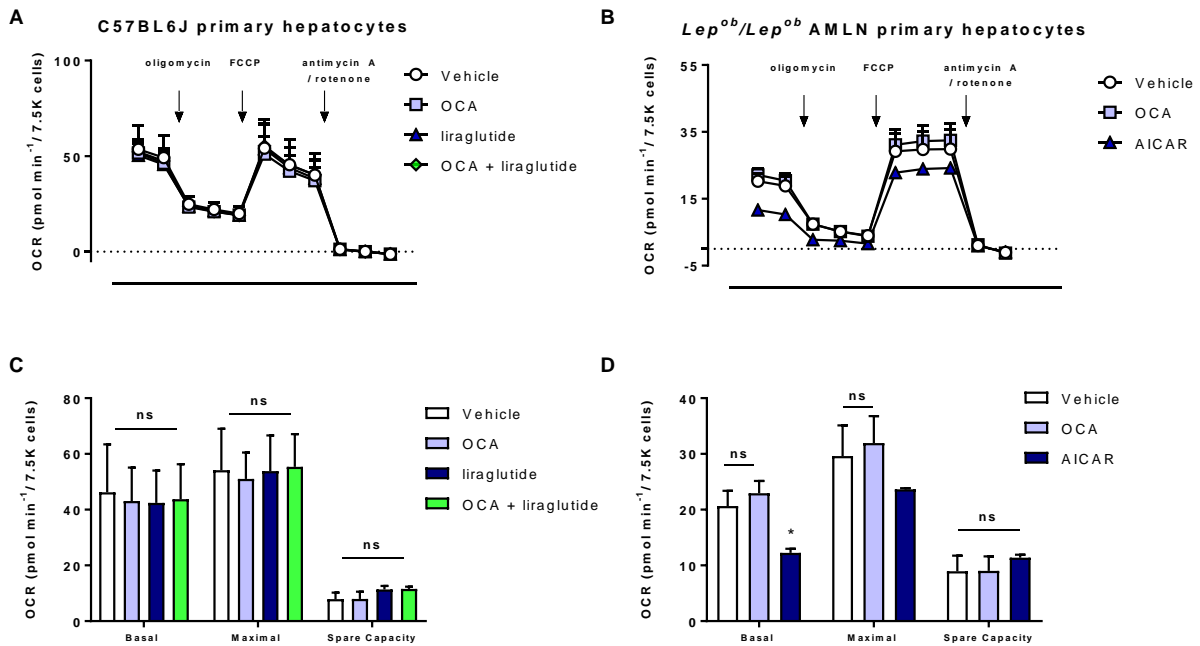 A
C57BL6J primary hepatocytes
OCR (pmol min⁻¹/ 7.5K cells)
100
50
0
oligomycin
FCCP
antimycin A
/ rotenone
Vehicle
OCA
liraglutide
OCA + liraglutide
B
Lepᵒᵇ/Lepᵒᵇ AMLN primary hepatocytes
OCR (pmol min⁻¹/ 7.5K cells)
55
35
15
-5
oligomycin
FCCP
antimycin A
/ rotenone
Vehicle
OCA
AICAR
C
OCR (pmol min⁻¹/ 7.5K cells)
80
60
40
20
0
ns
ns
ns
Basal
Maximal
Spare Capacity
Vehicle
OCA
liraglutide
OCA + liraglutide
D
OCR (pmol min⁻¹/ 7.5K cells)
40
30
20
10
0
ns
*
ns
ns
Basal
Maximal
Spare Capacity
Vehicle
OCA
AICAR